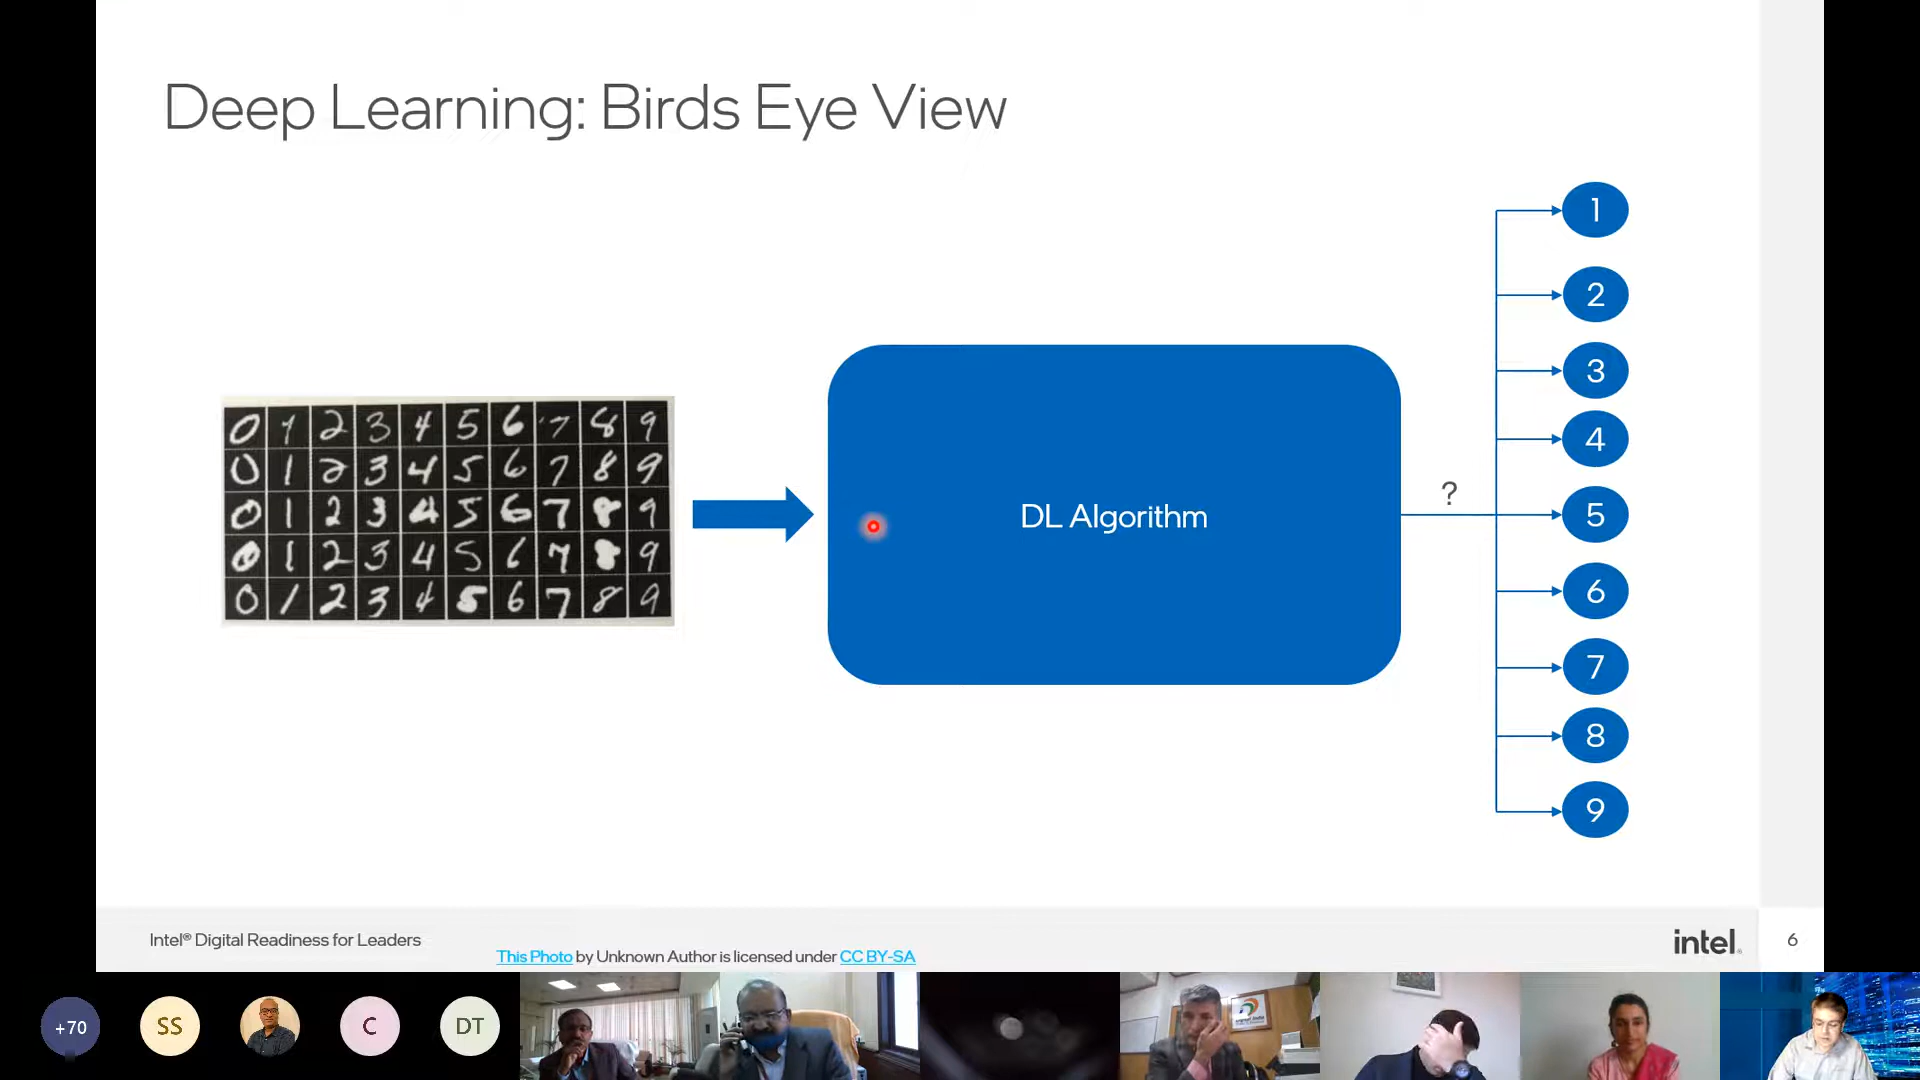 Deep Learning: Birds Eye View
1
2
3
4
5
6
7
8
9
0 1 2 3 4 5 6 7 8 9
0 1 2 3 4 5 6 7 8 9
0 1 2 3 4 5 6 7 8 9
0 1 2 3 4 5 6 7 8 9
0 1 2 3 4 5 6 7 8 9
DL Algorithm
?
Intel® Digital Readiness for Leaders
This Photo by Unknown Author is licensed under CC BY-SA
intel.
6
+70
SS
C
DT